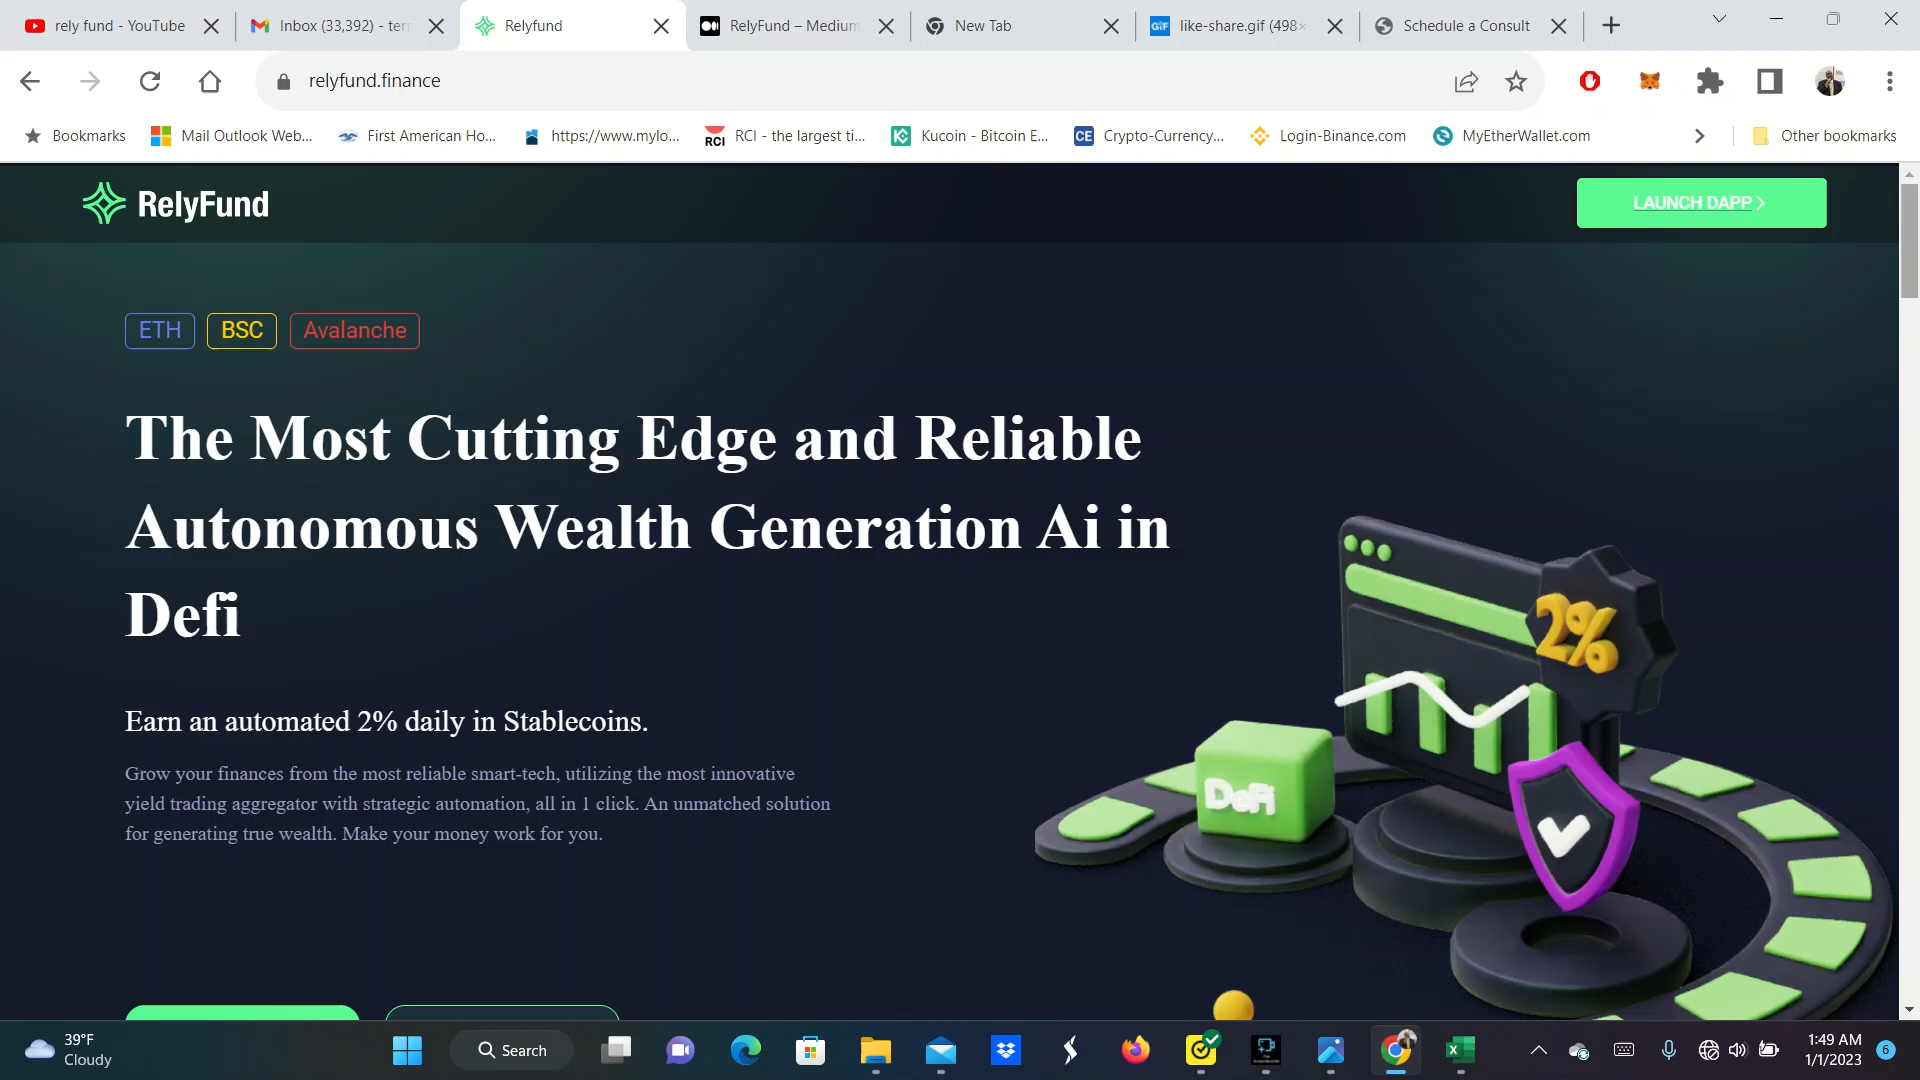 rely fund - YouTube
Inbox (33,392) - ter
Relyfund
RelyFund – Medium
New Tab
GIF
like-share.gif (498×
Schedule a Consult
relyfund.finance
Bookmarks
Mail Outlook Web...
First American Ho...
https://www.mylo...
RCI
RCI - the largest ti...
Kucoin - Bitcoin E...
CE
Crypto-Currency...
Login-Binance.com
MyEtherWallet.com
Other bookmarks
RelyFund
LAUNCH DAPP
ETH
BSC
Avalanche
The Most Cutting Edge and Reliable
Autonomous Wealth Generation Ai in
Defi
Earn an automated 2% daily in Stablecoins.
Grow your finances from the most reliable smart-tech, utilizing the most innovative
yield trading aggregator with strategic automation, all in 1 click. An unmatched solution
for generating true wealth. Make your money work for you.
2%
DeFi
39°F
Cloudy
Search
1:49 AM
1/1/2023
6